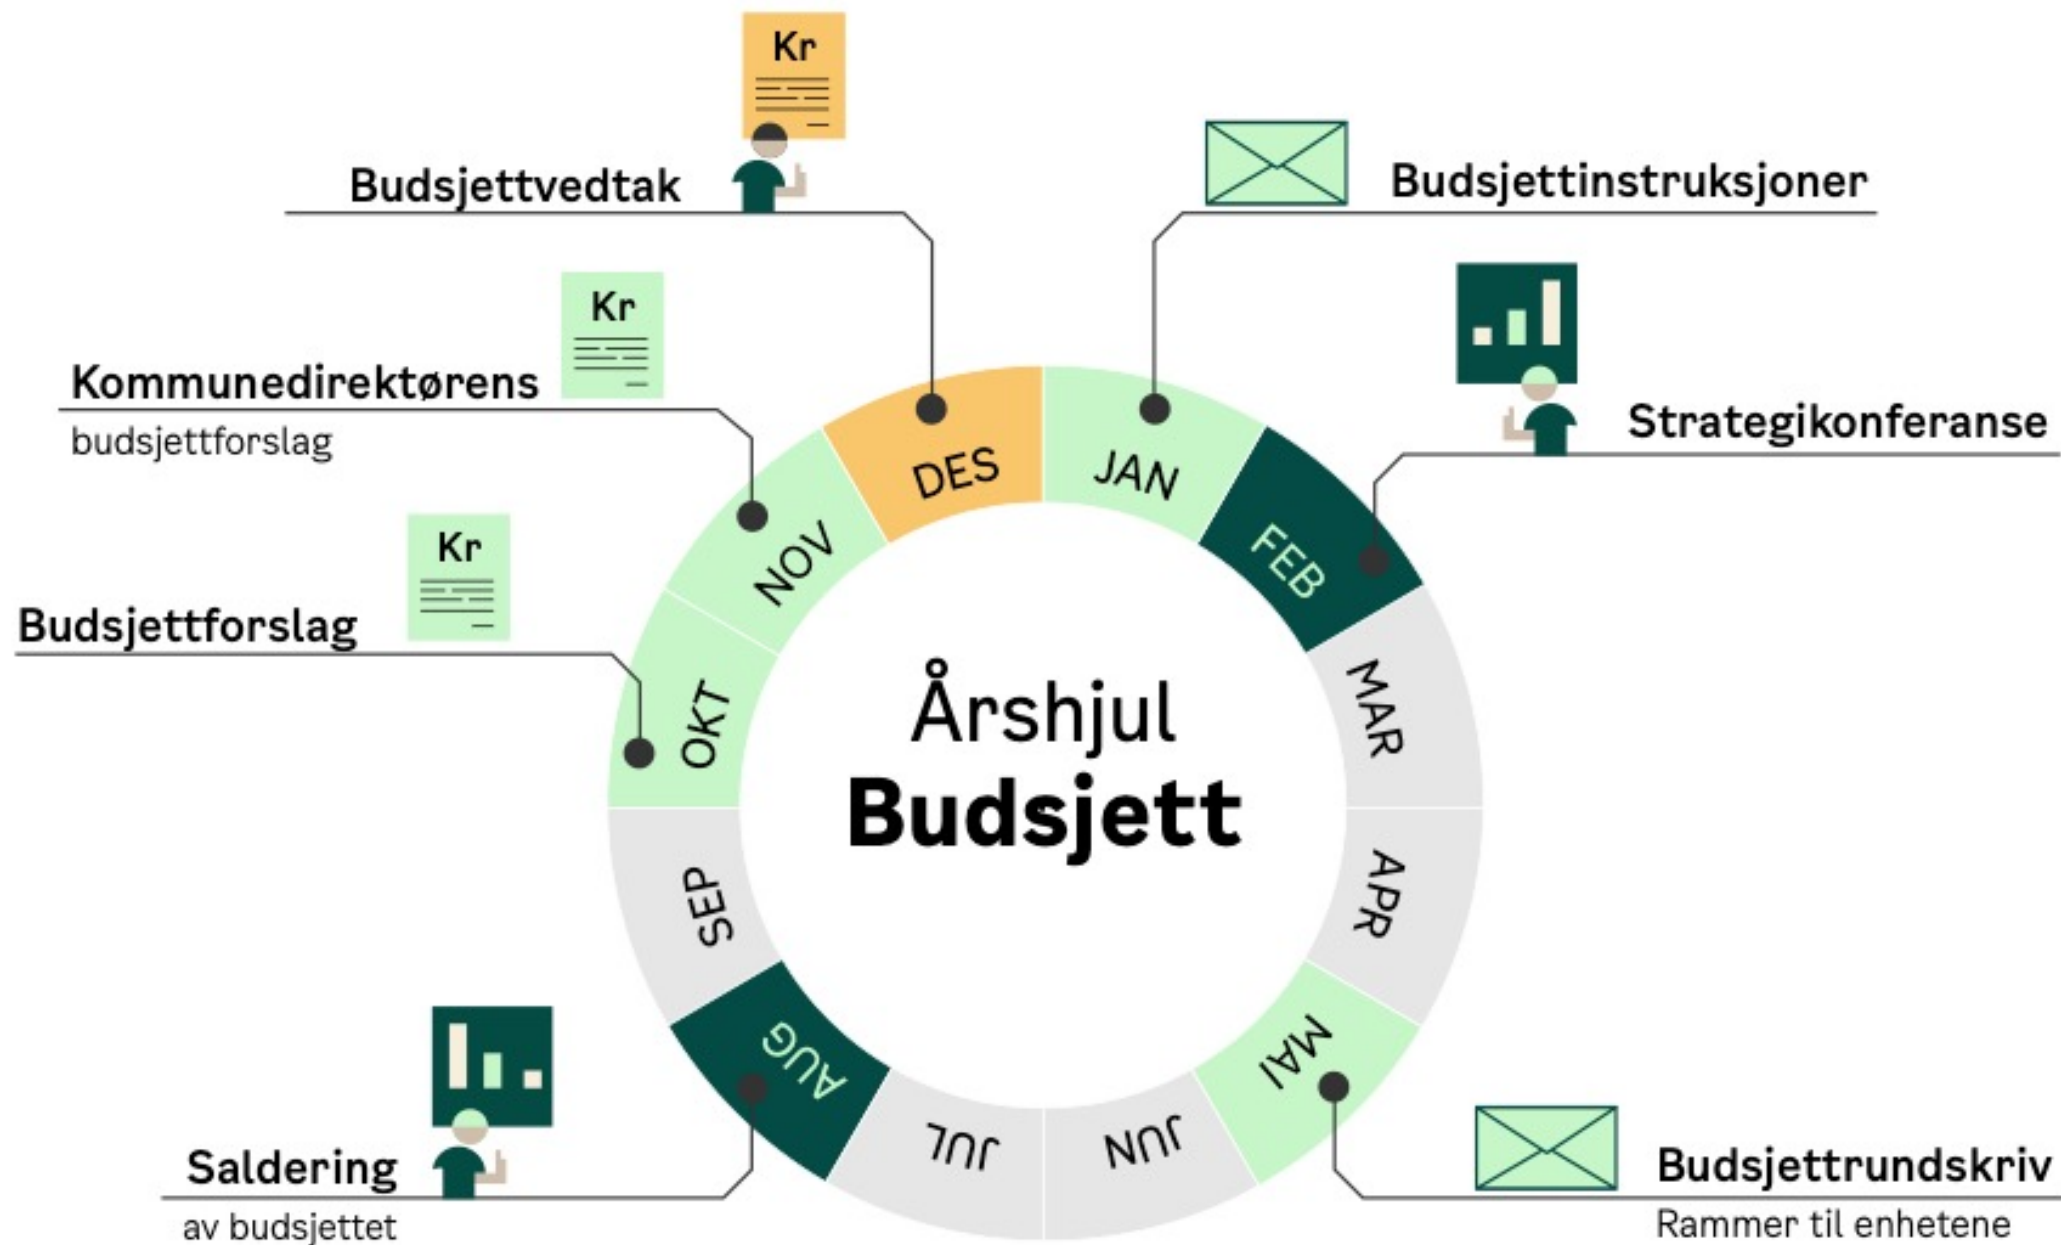 Kr
Budsjettvedtak
Budsjettinstruksjoner
Kr
Kommunedirektørens
budsjettforslag
Strategikonferanse
Kr
Budsjettforslag
DES
JAN
FEB
MAR
APR
MAI
JUN
JUL
AUG
SEP
OKT
NOV
Årshjul
Budsjett
Saldering
av budsjettet
Budsjettrundskriv
Rammer til enhetene